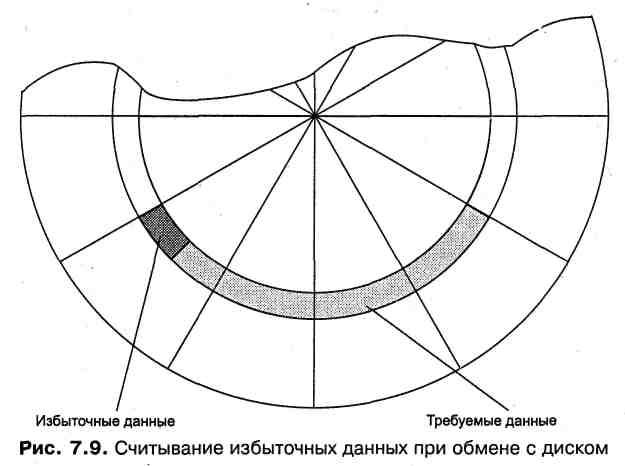 Избыточные данные
Требуемые данные
Рис. 7.9. Считывание избыточных данных при обмене с диском